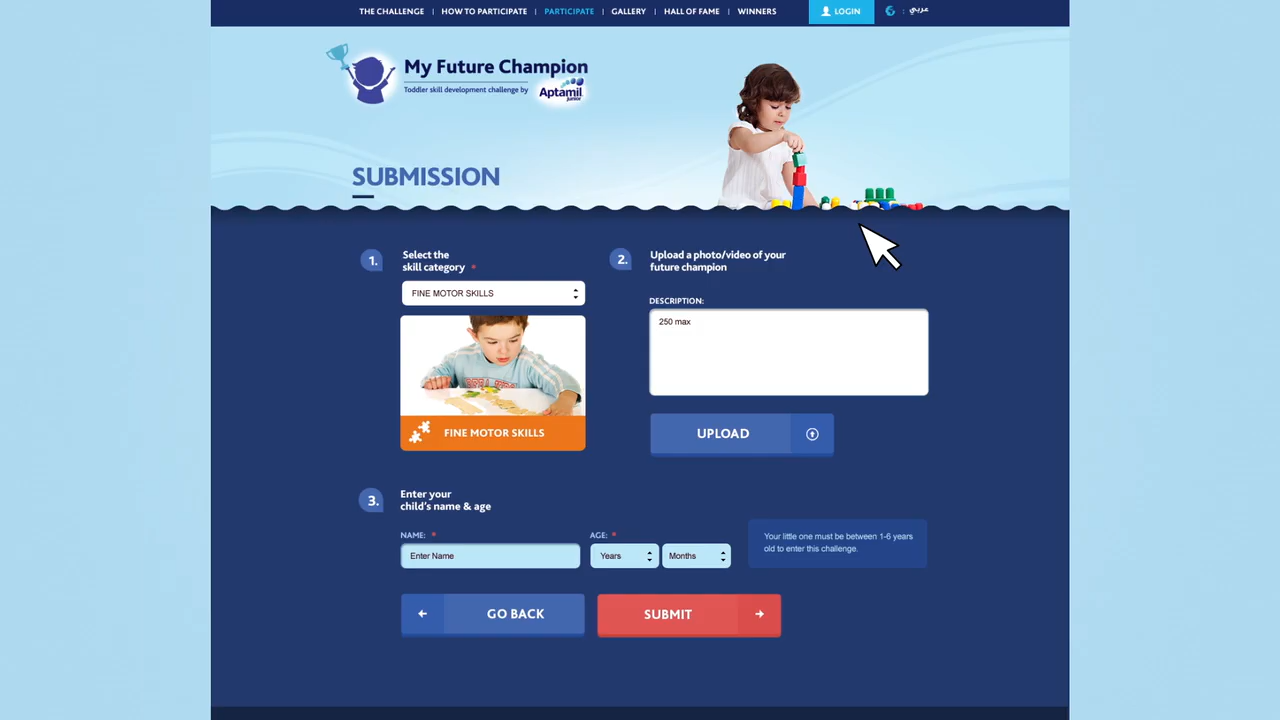 THE CHALLENGE | HOW TO PARTICIPATE | PARTICIPATE | GALLERY | HALL OF FAME | WINNERS
LOGIN
: عربي
My Future Champion
Toddler skill development challenge by
Aptamil
Junior
SUBMISSION
1. Select the
skill category *
FINE MOTOR SKILLS
FINE MOTOR SKILLS
2. Upload a photo/video of your
future champion
DESCRIPTION:
250 max
UPLOAD
3. Enter your
child's name & age
NAME: *
Enter Name
AGE: *
Years
Months
Your little one must be between 1-6 years
old to enter this challenge.
GO BACK
SUBMIT